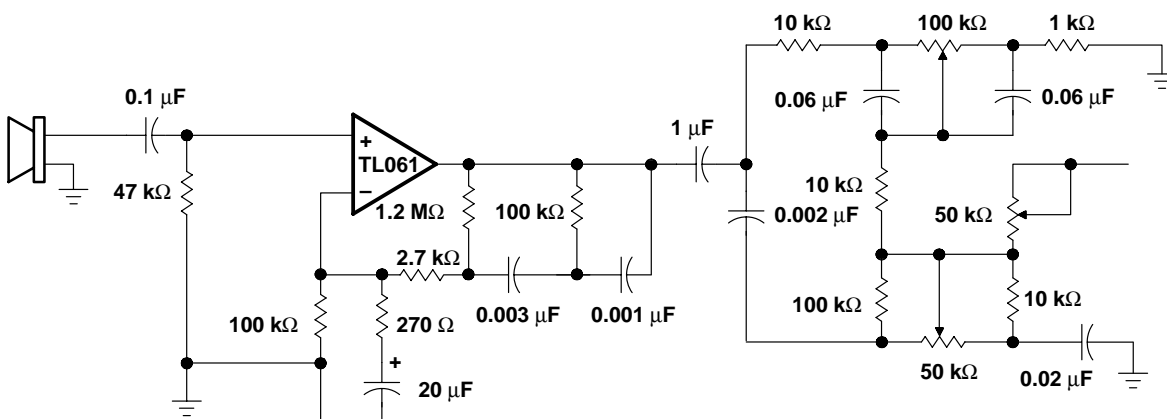 10 kΩ
100 kΩ
1 kΩ
0.1 μF
0.06 μF
0.06 μF
+
TL061
−
1 μF
47 kΩ
1.2 MΩ
100 kΩ
10 kΩ
0.002 μF
50 kΩ
2.7 kΩ
0.003 μF
0.001 μF
100 kΩ
270 Ω
100 kΩ
10 kΩ
+
20 μF
50 kΩ
0.02 μF